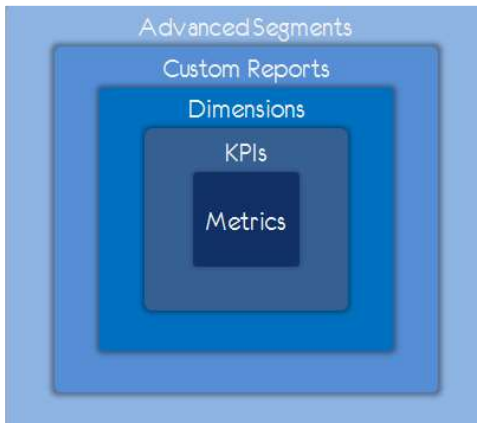 Advanced Segments
Custom Reports
Dimensions
KPIs
Metrics